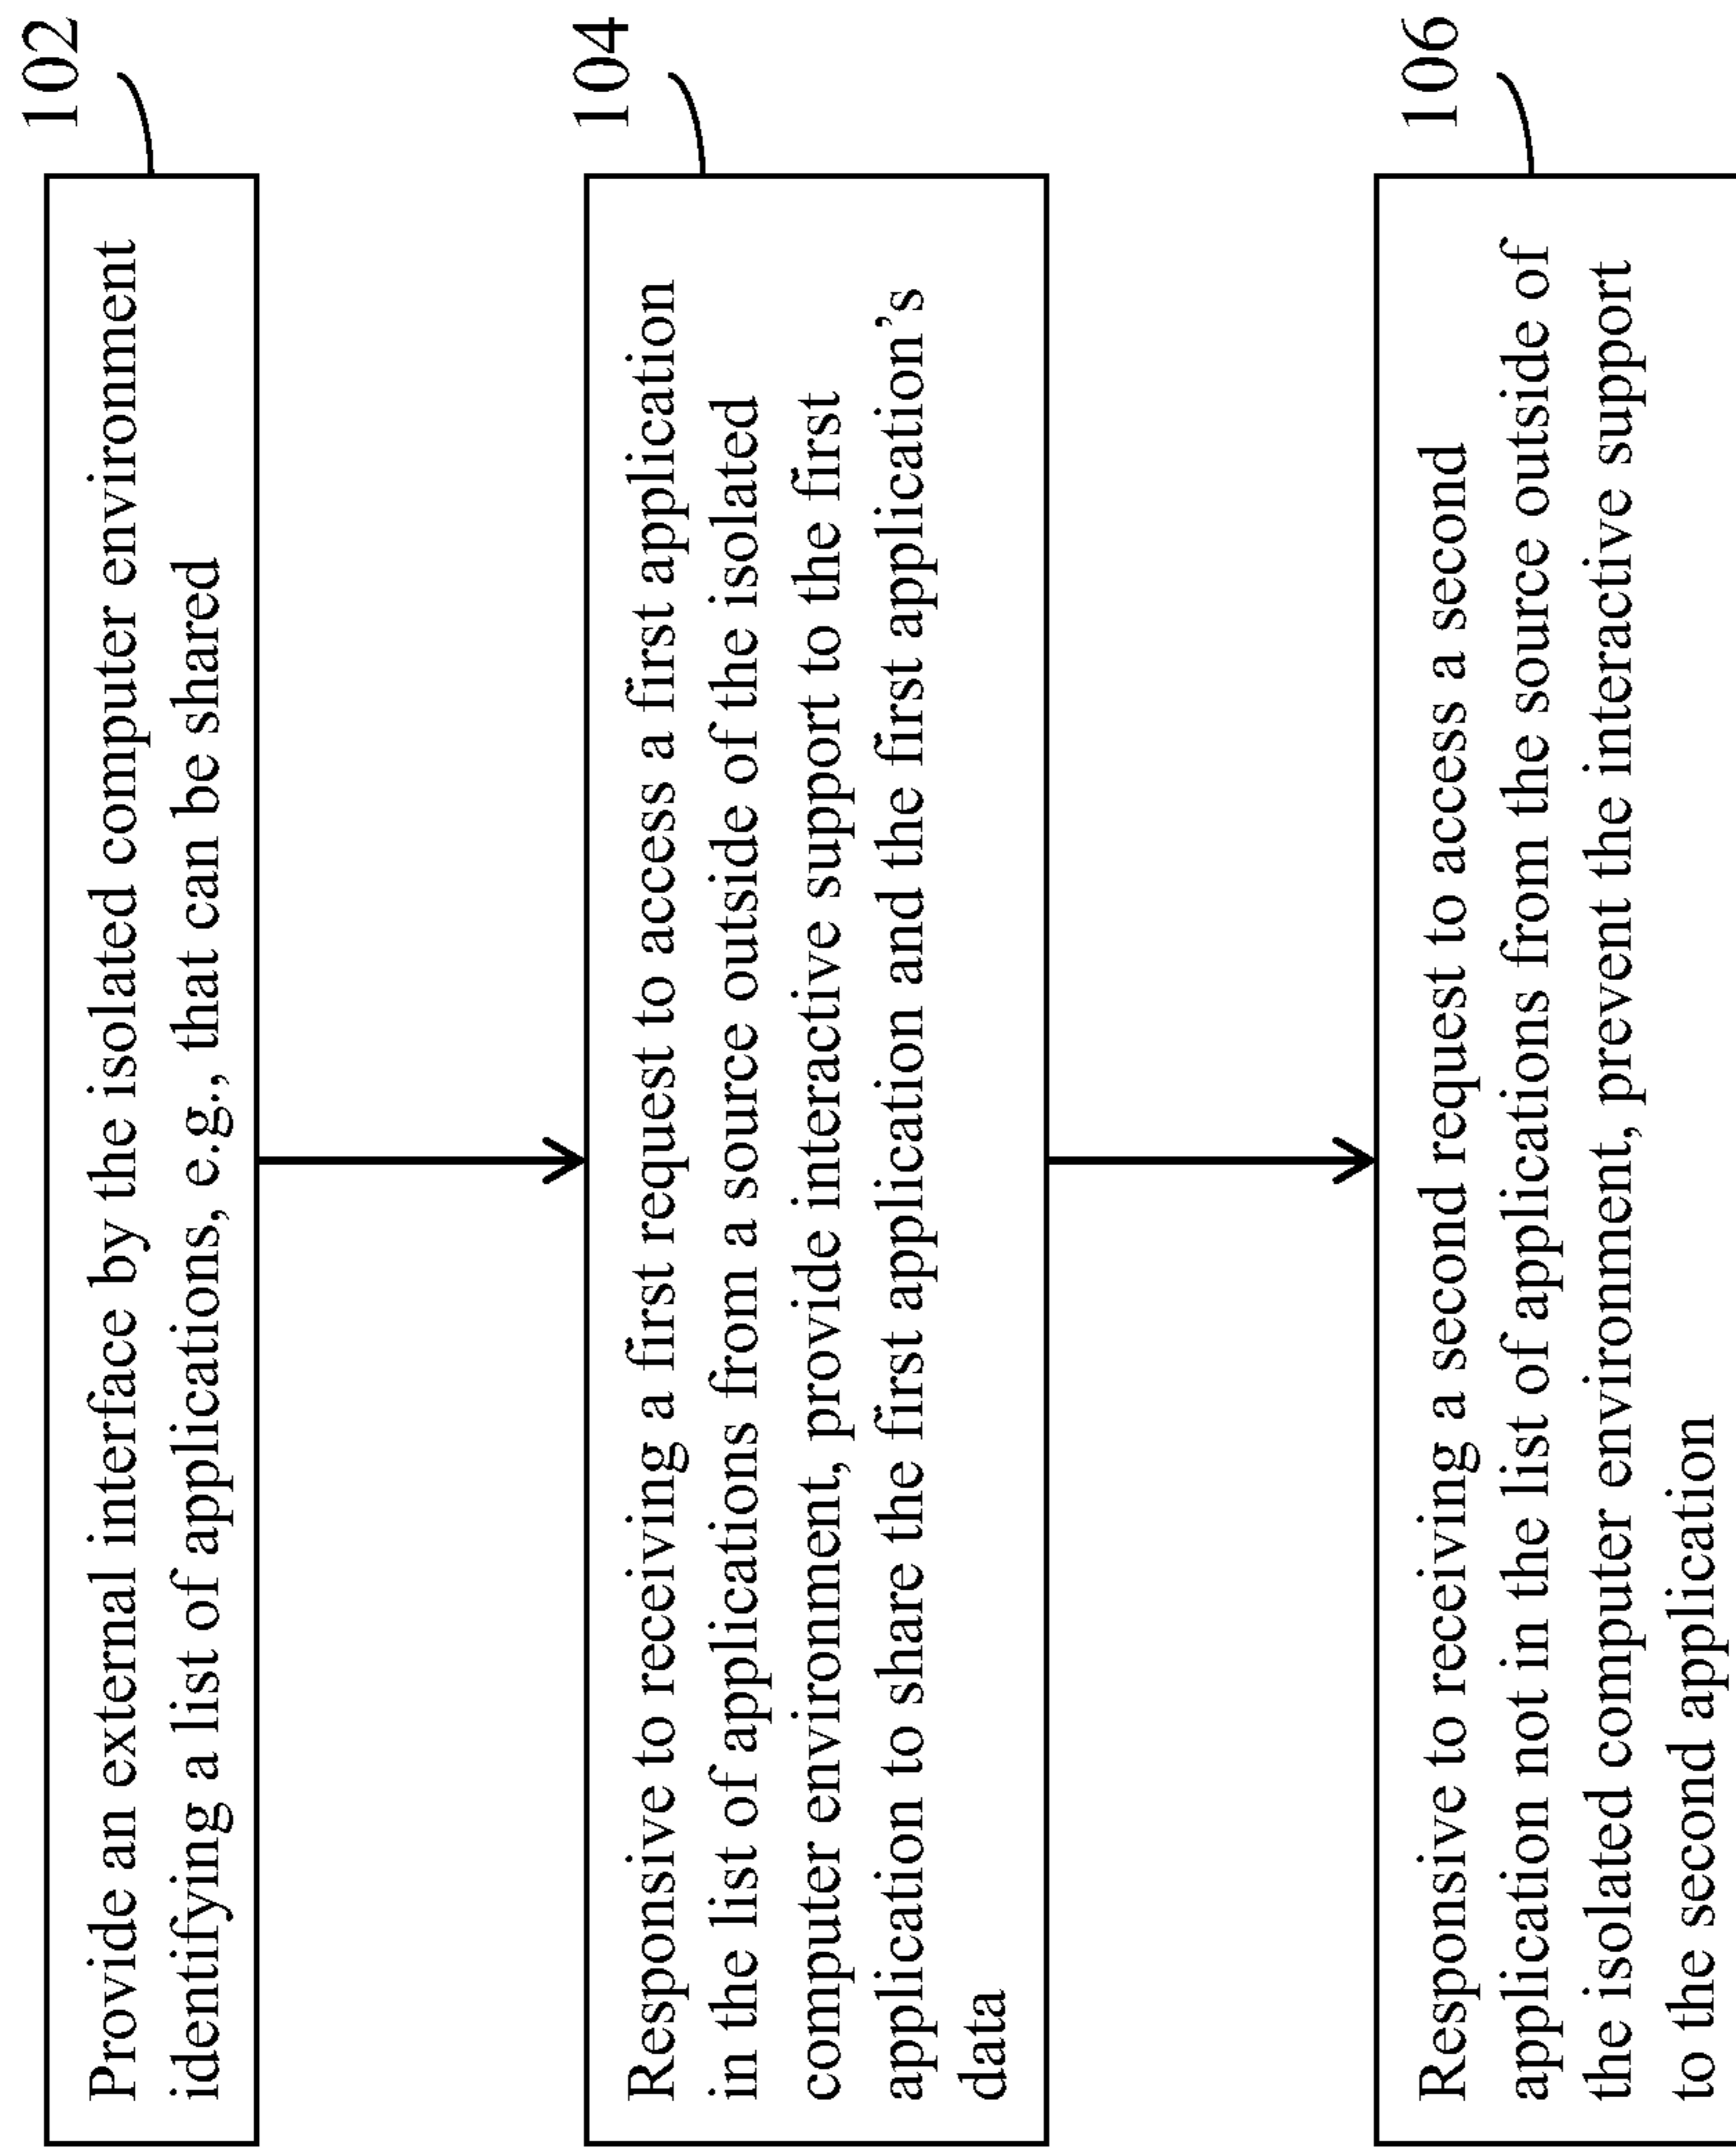 102
Provide an external interface by the isolated computer environment
identifying a list of applications, e.g., that can be shared
104
Responsive to receiving a first request to access a first application
in the list of applications from a source outside of the isolated
computer environment, provide interactive support to the first
application to share the first application and the first application's
data
106
Responsive to receiving a second request to access a second
application not in the list of applications from the source outside of
the isolated computer environment, prevent the interactive support
to the second application